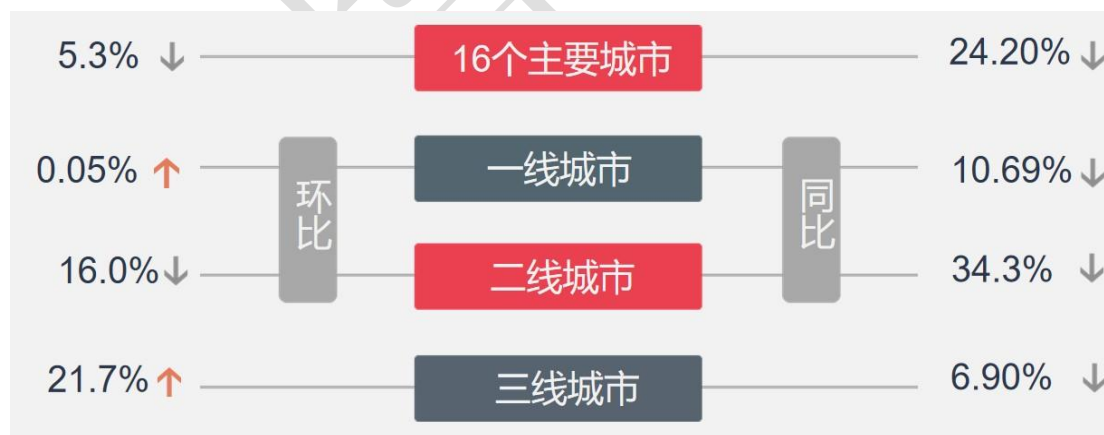 5.3% ↓ 16个主要城市 24.20% ↓
0.05% ↑ 一线城市 10.69% ↓
环比
同比
16.0% ↓ 二线城市 34.3% ↓
21.7% ↑ 三线城市 6.90% ↓